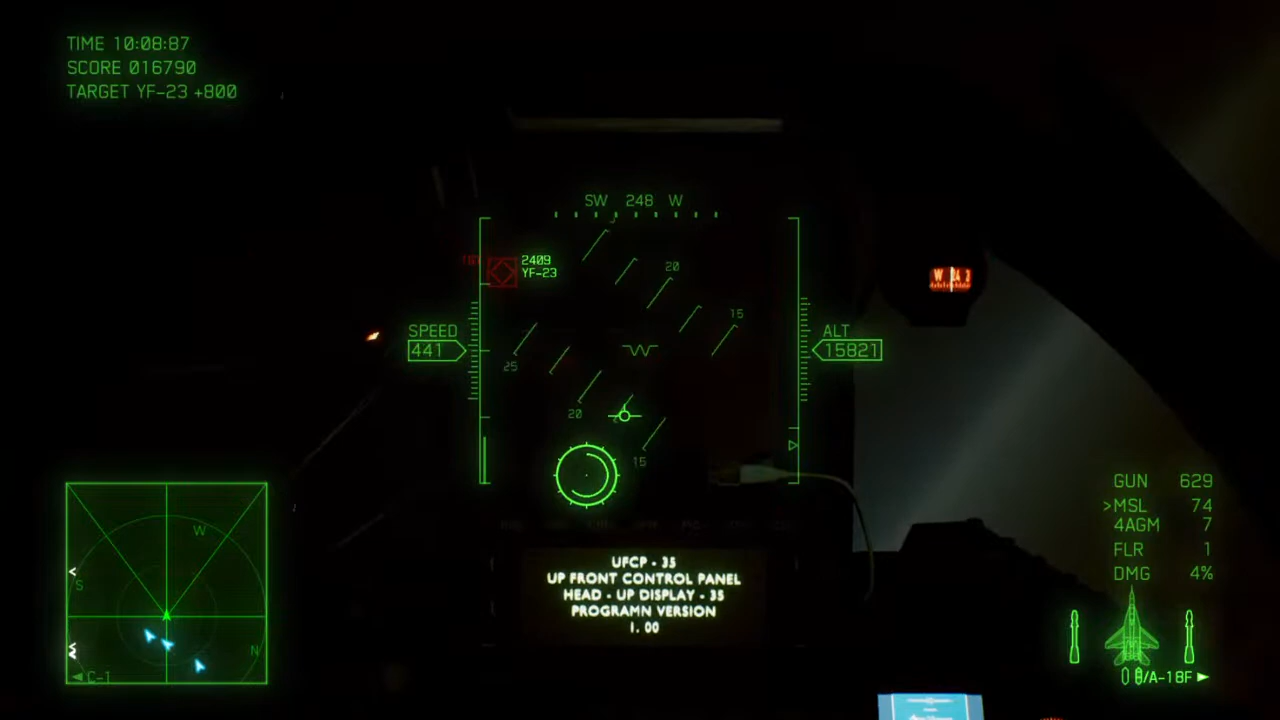 TIME 10:08:87
SCORE 016790
TARGET YF-23 +800
SW 248 W
2409
YF-23
20
15
SPEED
441
ALT
15821
25
20
15
W
S
N
◄C-1
GUN 629
>MSL 74
4AGM 7
FLR 1
DMG 4%
/A-18F ►
UFCP - 35
UP FRONT CONTROL PANEL
HEAD - UP DISPLAY - 35
PROGRAMN VERSION
1. 00